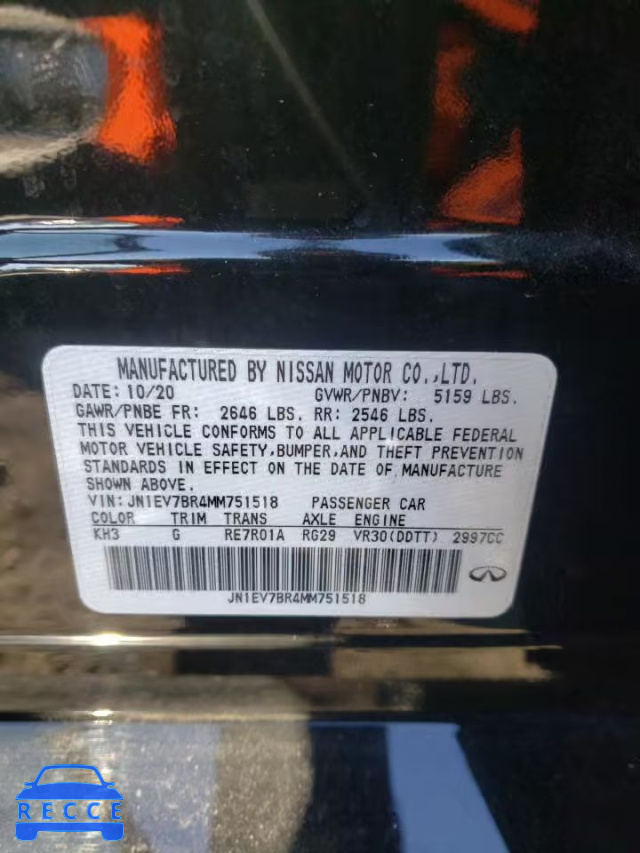 MANUFACTURED BY NISSAN MOTOR CO.,LTD.
DATE: 10/20 GVWR/PNBV: 5159 LBS.
GAWR/PNBE FR: 2646 LBS. RR: 2546 LBS.
THIS VEHICLE CONFORMS TO ALL APPLICABLE FEDERAL
MOTOR VEHICLE SAFETY,BUMPER,AND THEFT PREVENTION
STANDARDS IN EFFECT ON THE DATE OF MANUFACTURE
SHOWN ABOVE.
VIN:JN1EV7BR4MM751518 PASSENGER CAR
COLOR TRIM TRANS AXLE ENGINE
KH3 G RE7R01A RG29 VR30(DDTT) 2997CC
JN1EV7BR4MM751518
RECCE